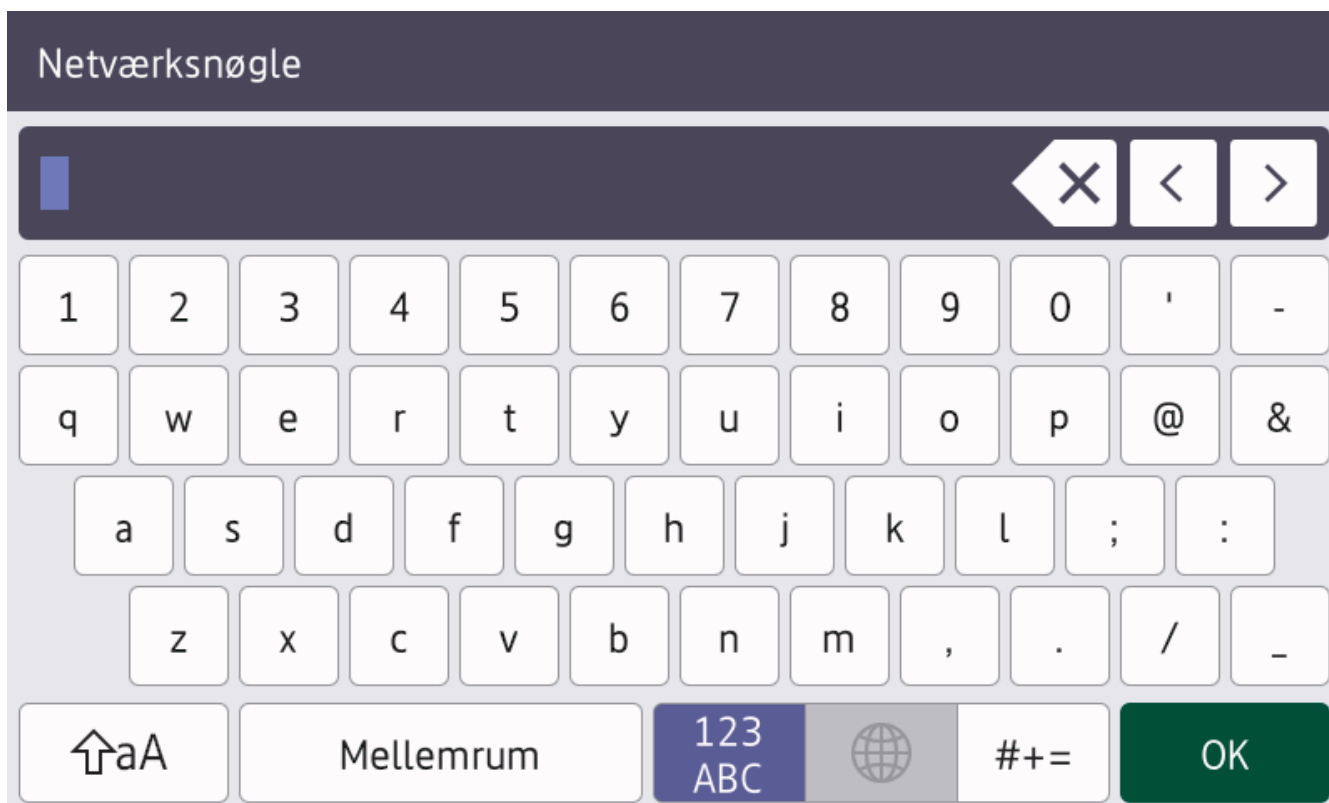 Netværksnøgle
1 2 3 4 5 6 7 8 9 0 ' -
q w e r t y u i o p @ &
a s d f g h j k l ; :
z x c v b n m , . / _
aA Mellemrum 123 ABC #+= OK